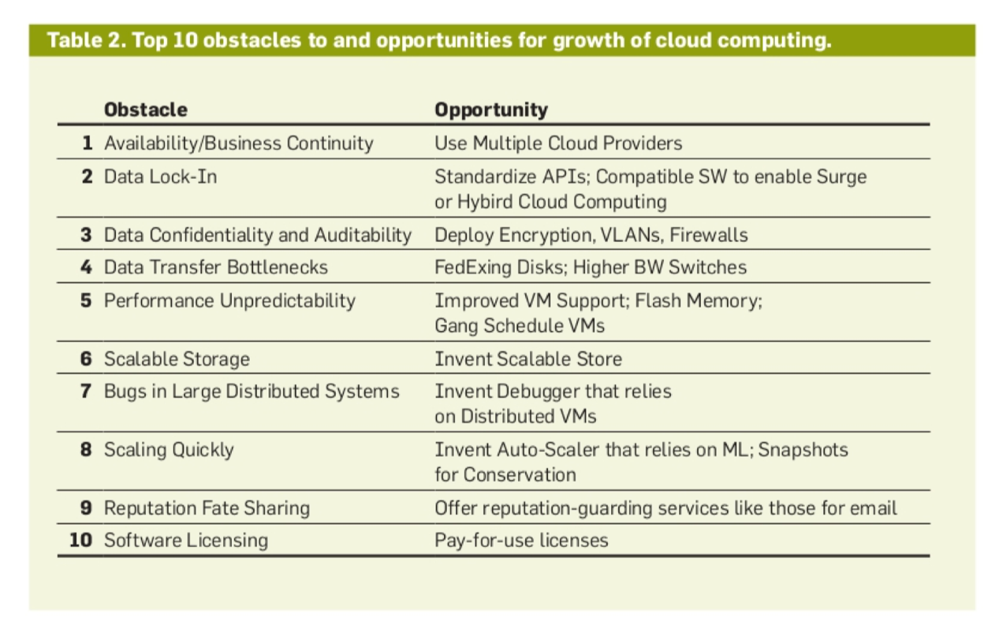 Table 2. Top 10 obstacles to and opportunities for growth of cloud computing.
Obstacle Opportunity
1 Availability/Business Continuity Use Multiple Cloud Providers
2 Data Lock-In Standardize APIs; Compatible SW to enable Surge
or Hybird Cloud Computing
3 Data Confidentiality and Auditability Deploy Encryption, VLANs, Firewalls
4 Data Transfer Bottlenecks FedExing Disks; Higher BW Switches
5 Performance Unpredictability Improved VM Support; Flash Memory;
Gang Schedule VMs
6 Scalable Storage Invent Scalable Store
7 Bugs in Large Distributed Systems Invent Debugger that relies
on Distributed VMs
8 Scaling Quickly Invent Auto-Scaler that relies on ML; Snapshots
for Conservation
9 Reputation Fate Sharing Offer reputation-guarding services like those for email
10 Software Licensing Pay-for-use licenses